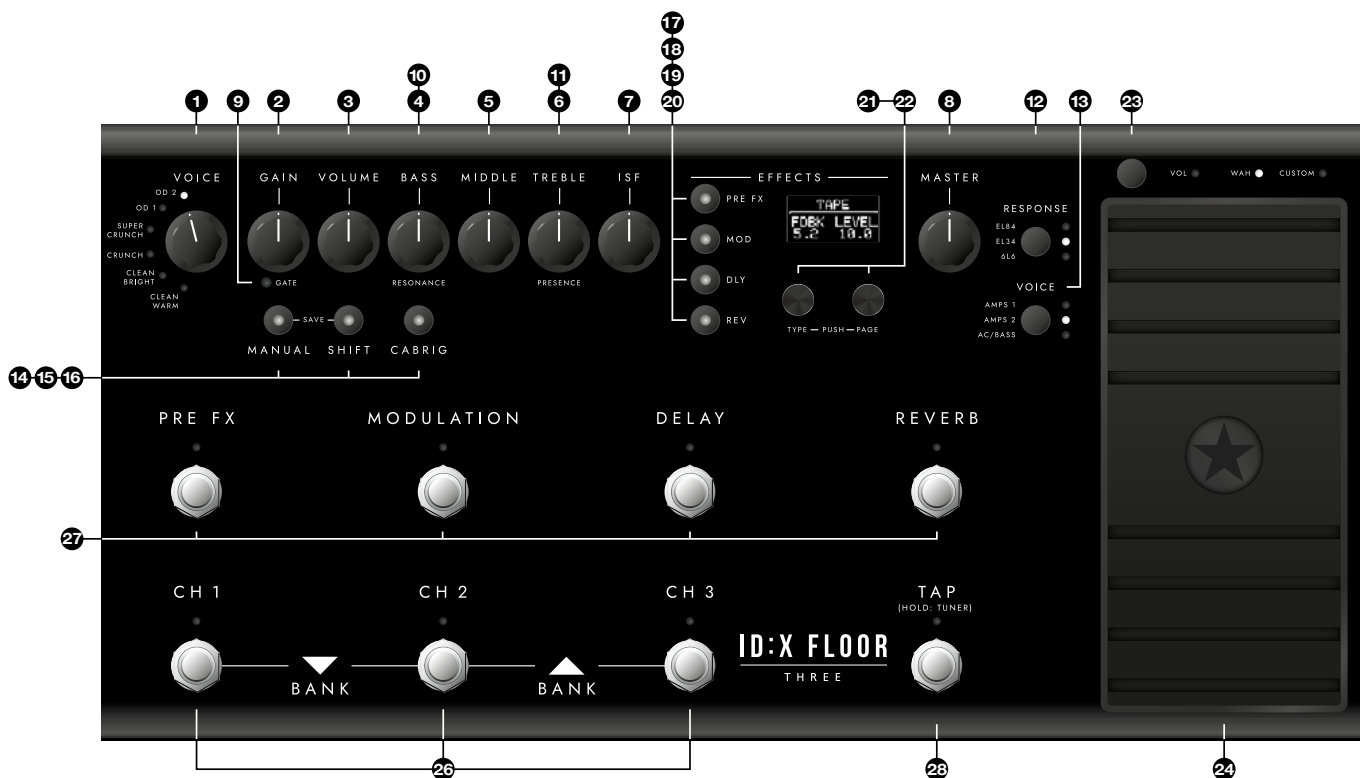 17
18
10 11 19
1 9 2 3 4 5 6 7 20 21 22 8 12 13 23
VOICE GAIN VOLUME BASS MIDDLE TREBLE ISF EFFECTS MASTER
VOL WAH CUSTOM
OD 2
OD 1
SUPER CRUNCH
CRUNCH
CLEAN BRIGHT
CLEAN WARM
GATE RESONANCE PRESENCE
PRE FX
MOD
DLY
REV
TAPE
FDBK LEVEL
5.2 10.0
TYPE PUSH PAGE
RESPONSE
EL84
EL34
6L6
VOICE
AMPS 1
AMPS 2
AC/BASS
SAVE
MANUAL SHIFT CABRIG
14 15 16
PRE FX MODULATION DELAY REVERB
27
CH 1 CH 2 CH 3 TAP
(HOLD: TUNER)
BANK BANK
ID:X FLOOR
THREE
26 28 24